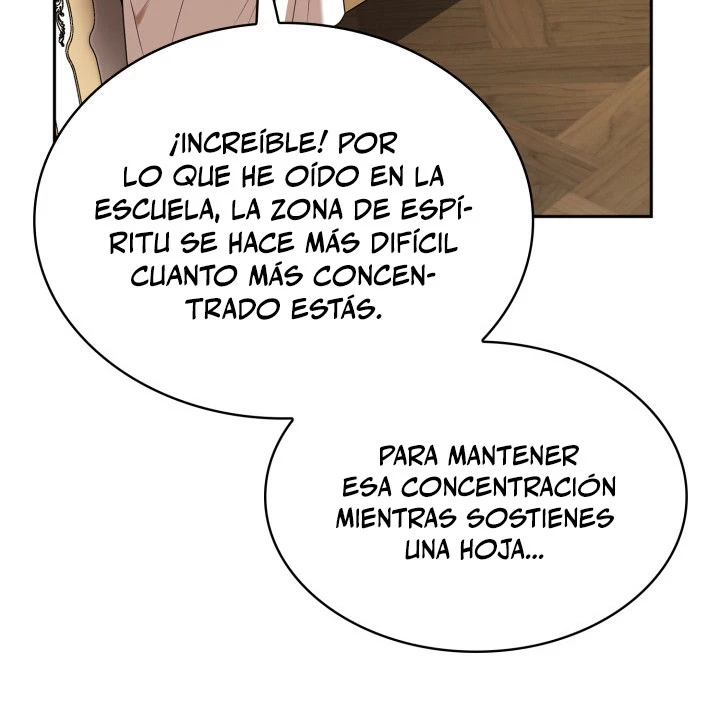 ¡INCREÍBLE! POR
LO QUE HE OÍDO EN LA
ESCUELA, LA ZONA DE ESPÍ-
RITU SE HACE MÁS DIFÍCIL
CUANTO MÁS CONCEN-
TRADO ESTÁS.
PARA MANTENER
ESA CONCENTRACIÓN
MIENTRAS SOSTIENES
UNA HOJA...